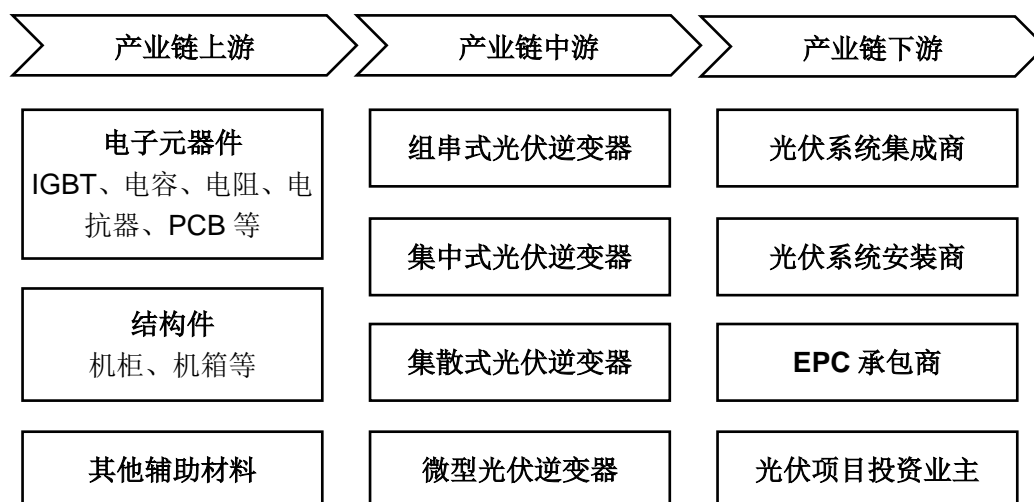 产业链上游
产业链中游
产业链下游
电子元器件
IGBT、电容、电阻、电
抗器、PCB 等
结构件
机柜、机箱等
其他辅助材料
组串式光伏逆变器
集中式光伏逆变器
集散式光伏逆变器
微型光伏逆变器
光伏系统集成商
光伏系统安装商
EPC 承包商
光伏项目投资业主